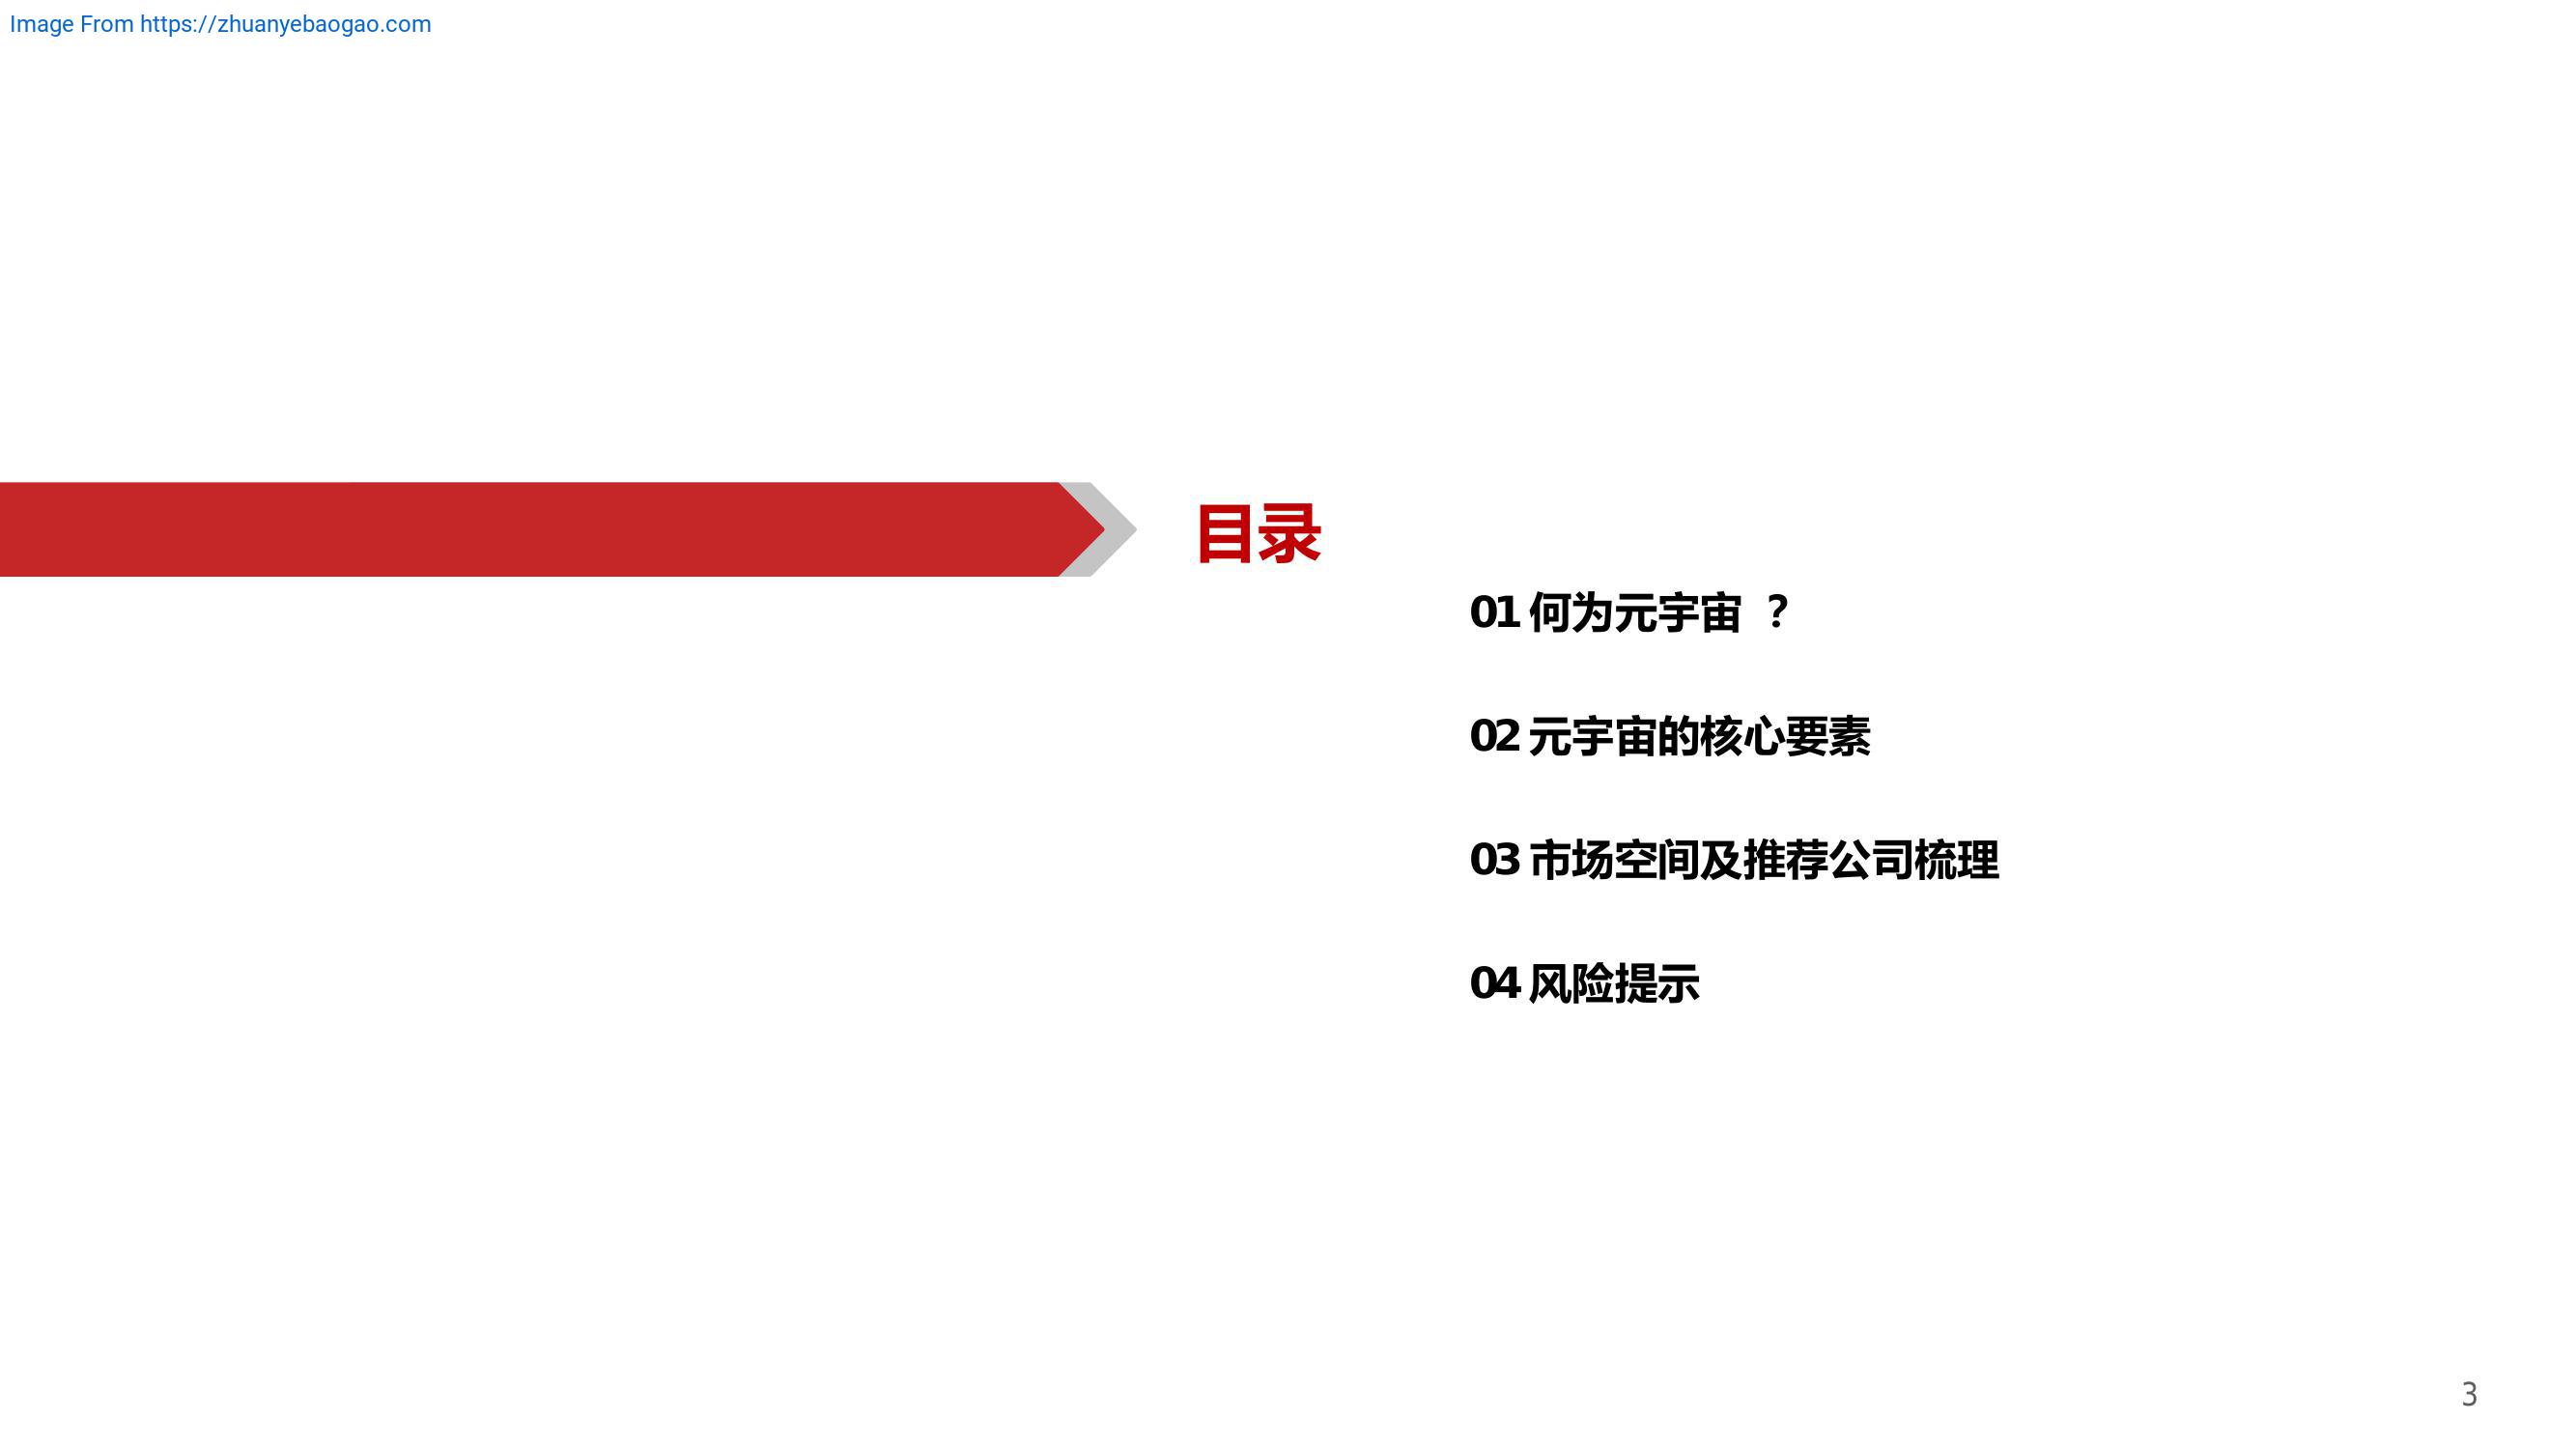 Image From https://zhuanyebaogao.com
目录
01 何为元宇宙 ？
02 元宇宙的核心要素
03 市场空间及推荐公司梳理
04 风险提示
3